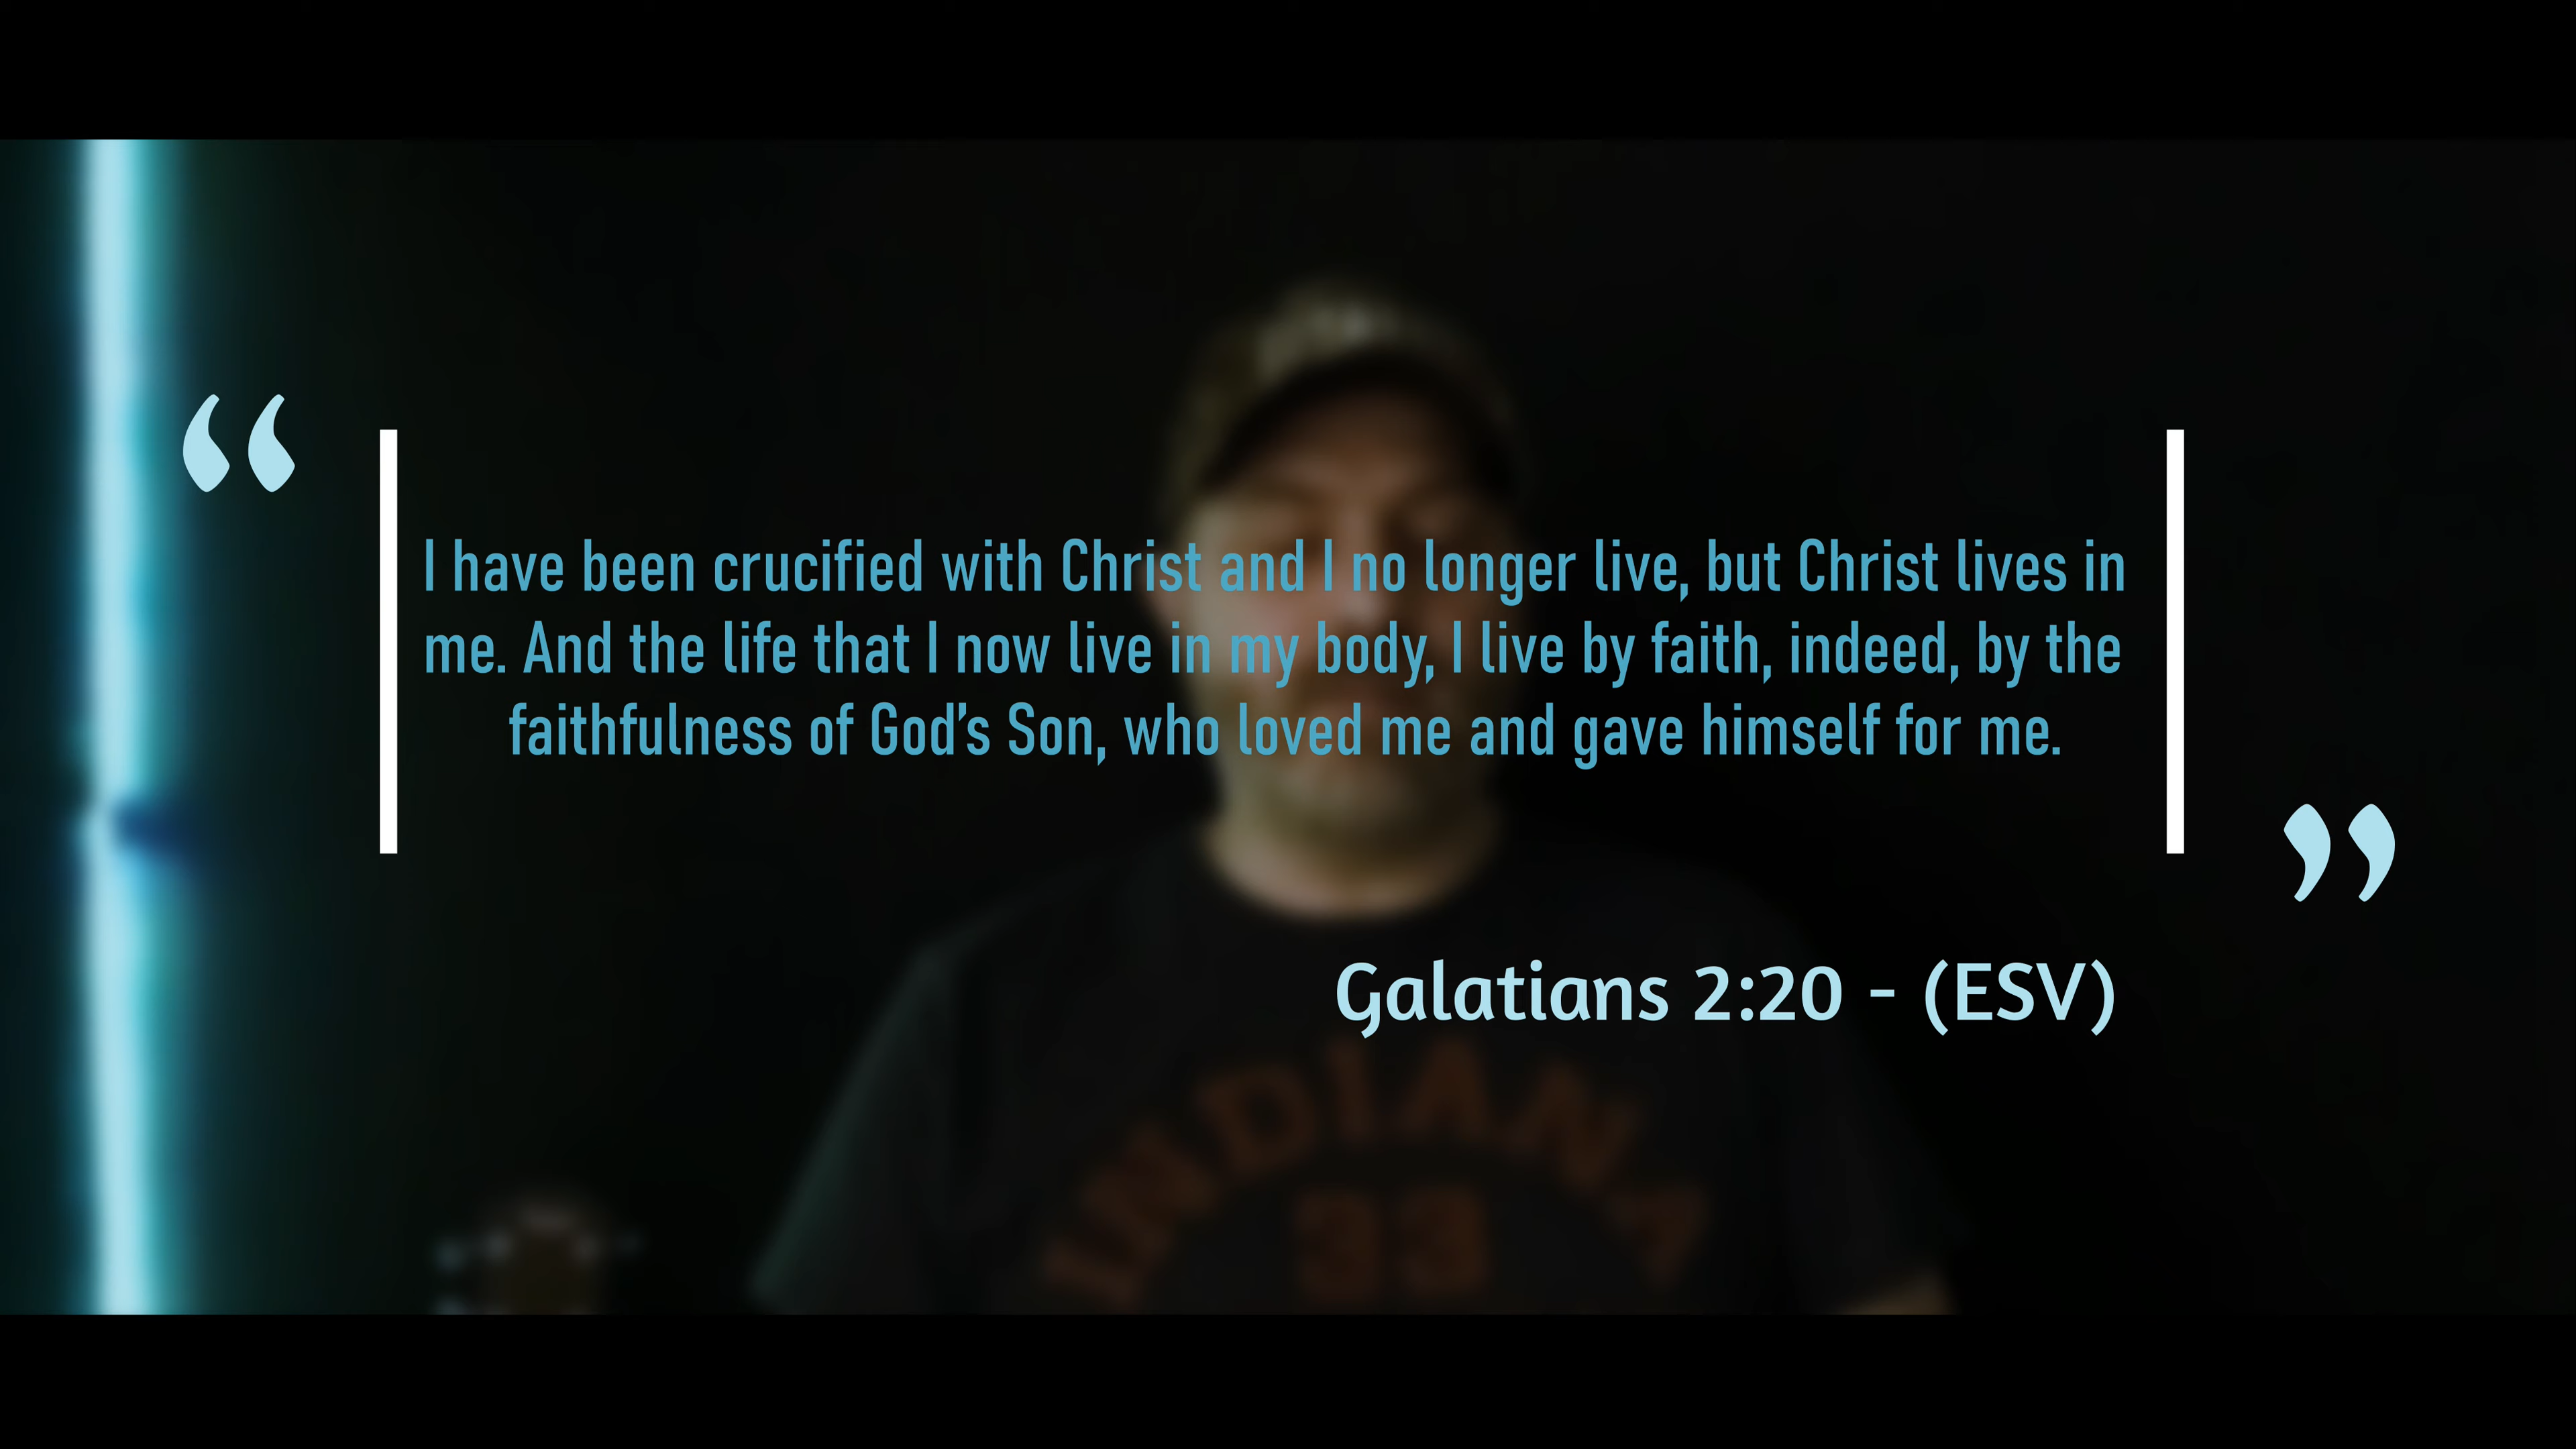 “
I have been crucified with Christ and I no longer live, but Christ lives in
me. And the life that I now live in my body, I live by faith, indeed, by the
faithfulness of God’s Son, who loved me and gave himself for me.
”
Galatians 2:20 - (ESV)
INDIANA
33